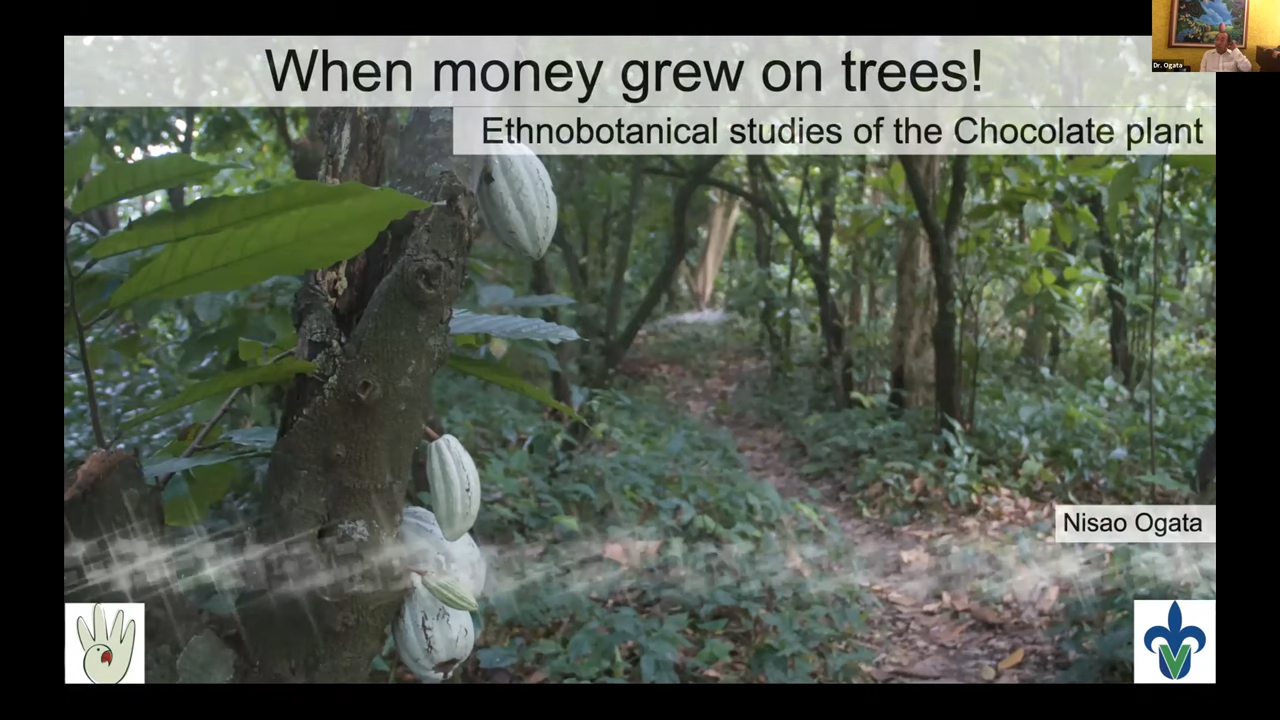 When money grew on trees!
Dr. Ogata
Ethnobotanical studies of the Chocolate plant
Nisao Ogata